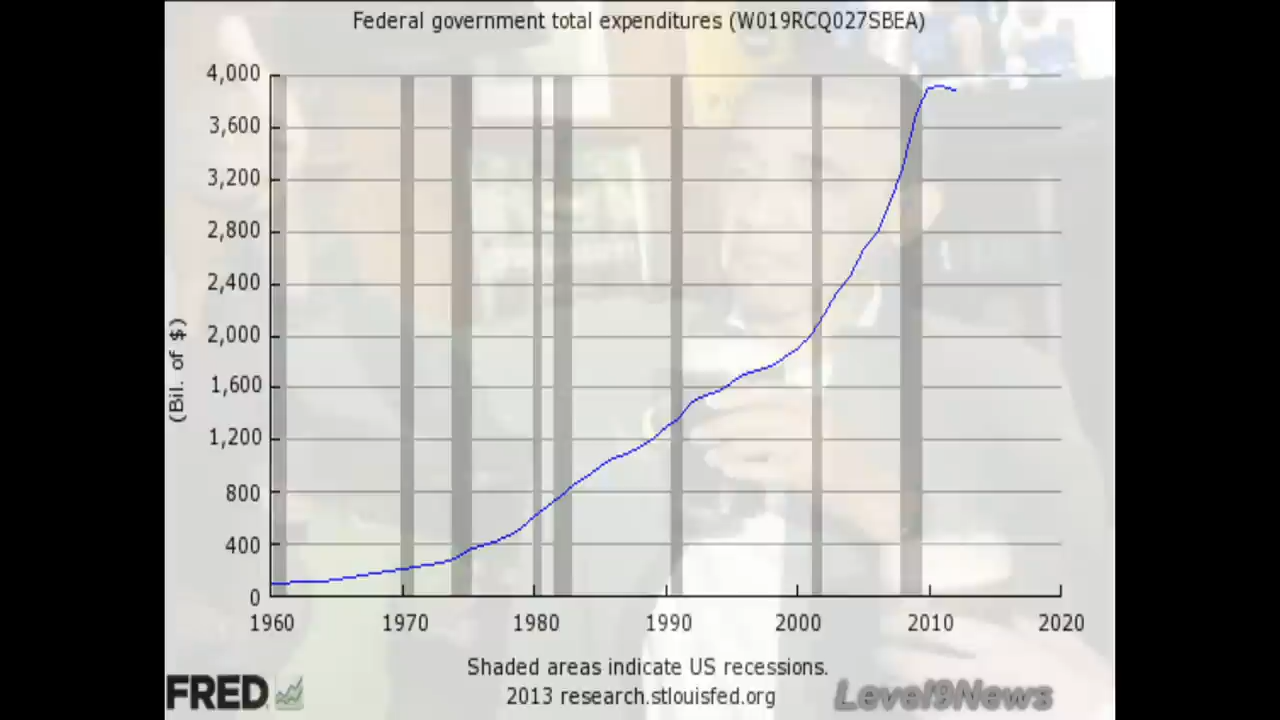 Federal government total expenditures (W019RCQ027SBEA)
4,000
3,600
3,200
2,800
2,400
2,000
1,600
1,200
800
400
0
(Bil. of $)
1960 1970 1980 1990 2000 2010 2020
Shaded areas indicate US recessions.
2013 research.stlouisfed.org
FRED
Level9News